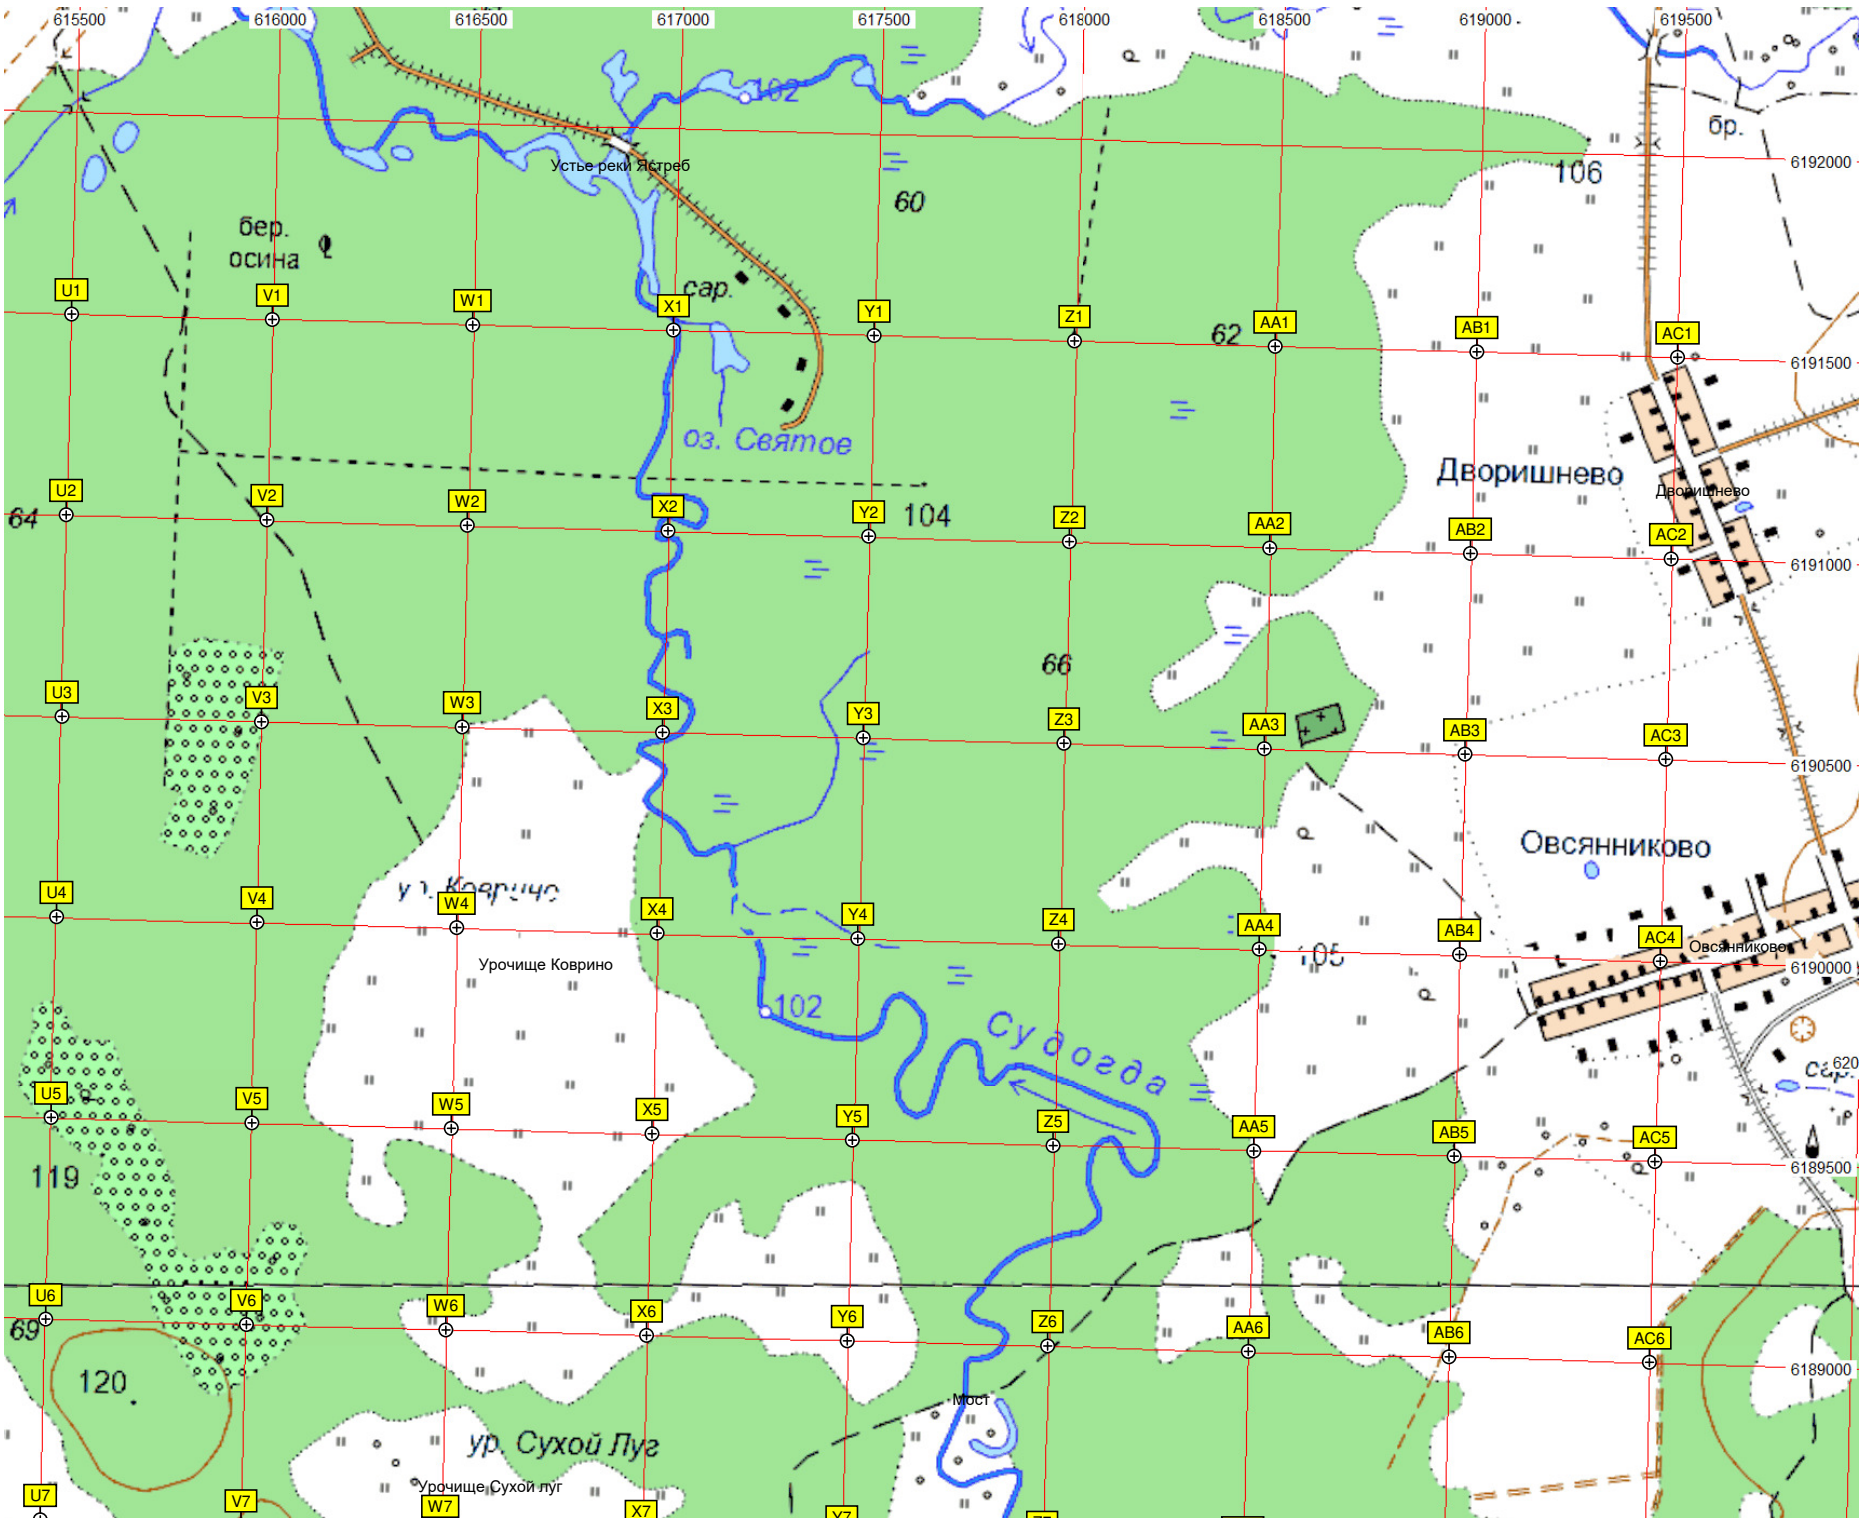 615500 616000 616500 617000 617500 618000 618500 619000 619500
102
бр.
Устье реки Ястреб
6192000
106
60
бер.
осина
сар.
U1 V1 W1 X1 Y1 Z1 AA1 AB1 AC1
62
6191500
оз. Святое
Дворишнево
Дворишнево
U2 V2 W2 X2 Y2 Z2 AA2 AB2 AC2
64
104
6191000
66
U3 V3 W3 X3 Y3 Z3 AA3 AB3 AC3
6190500
Овсянниково
U4 V4 W4 X4 Y4 Z4 AA4 AB4 AC4
Овсянниково
105
Урочище Коврино
6190000
102
Судогда
620
сар.
U5 V5 W5 X5 Y5 Z5 AA5 AB5 AC5
119
6189500
U6 V6 W6 X6 Y6 Z6 AA6 AB6 AC6
69
120
6189000
Мост
ур. Сухой Луг
Урочище Сухой луг
U7 V7 W7 X7 Y7